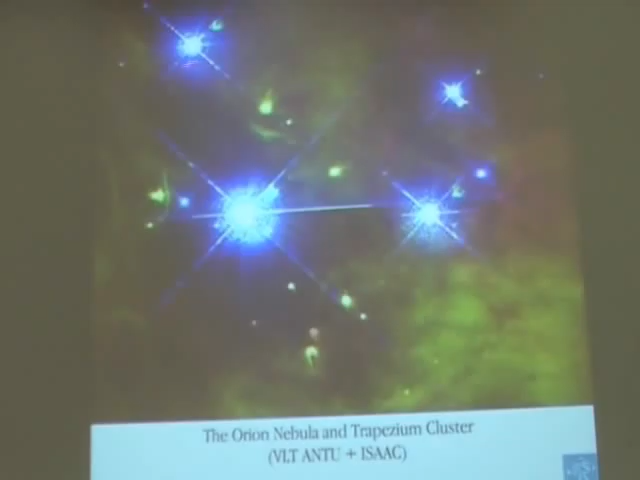 The Orion Nebula and Trapezium Cluster
(VLT ANTU + ISAAC)